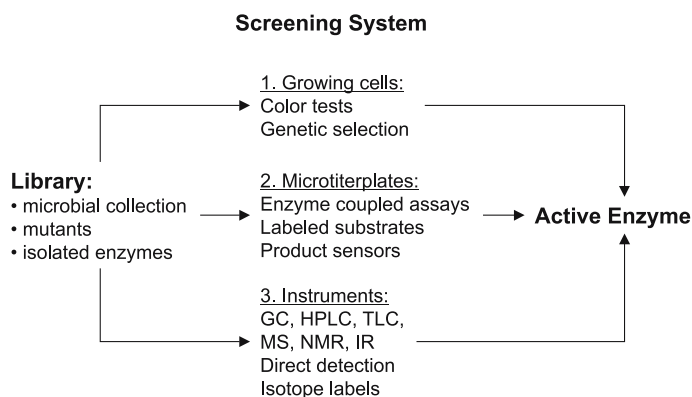 Screening System
Library:
• microbial collection
• mutants
• isolated enzymes
1. Growing cells:
Color tests
Genetic selection
2. Microtiterplates:
Enzyme coupled assays
Labeled substrates
Product sensors
3. Instruments:
GC, HPLC, TLC,
MS, NMR, IR
Direct detection
Isotope labels
Active Enzyme